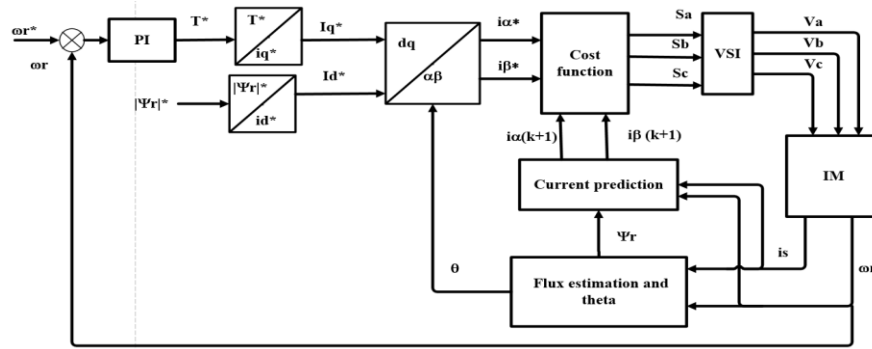 ωr*
PI
T*
T*
iq*
Iq*
ωr
|Ψr|*
|Ψr|*
id*
Id*
dq
αβ
iα*
iβ*
Cost
function
Sa
Sb
Sc
VSI
Va
Vb
Vc
iα(k+1)
iβ (k+1)
IM
Current prediction
Ψr
is
ωr
θ
Flux estimation and
theta